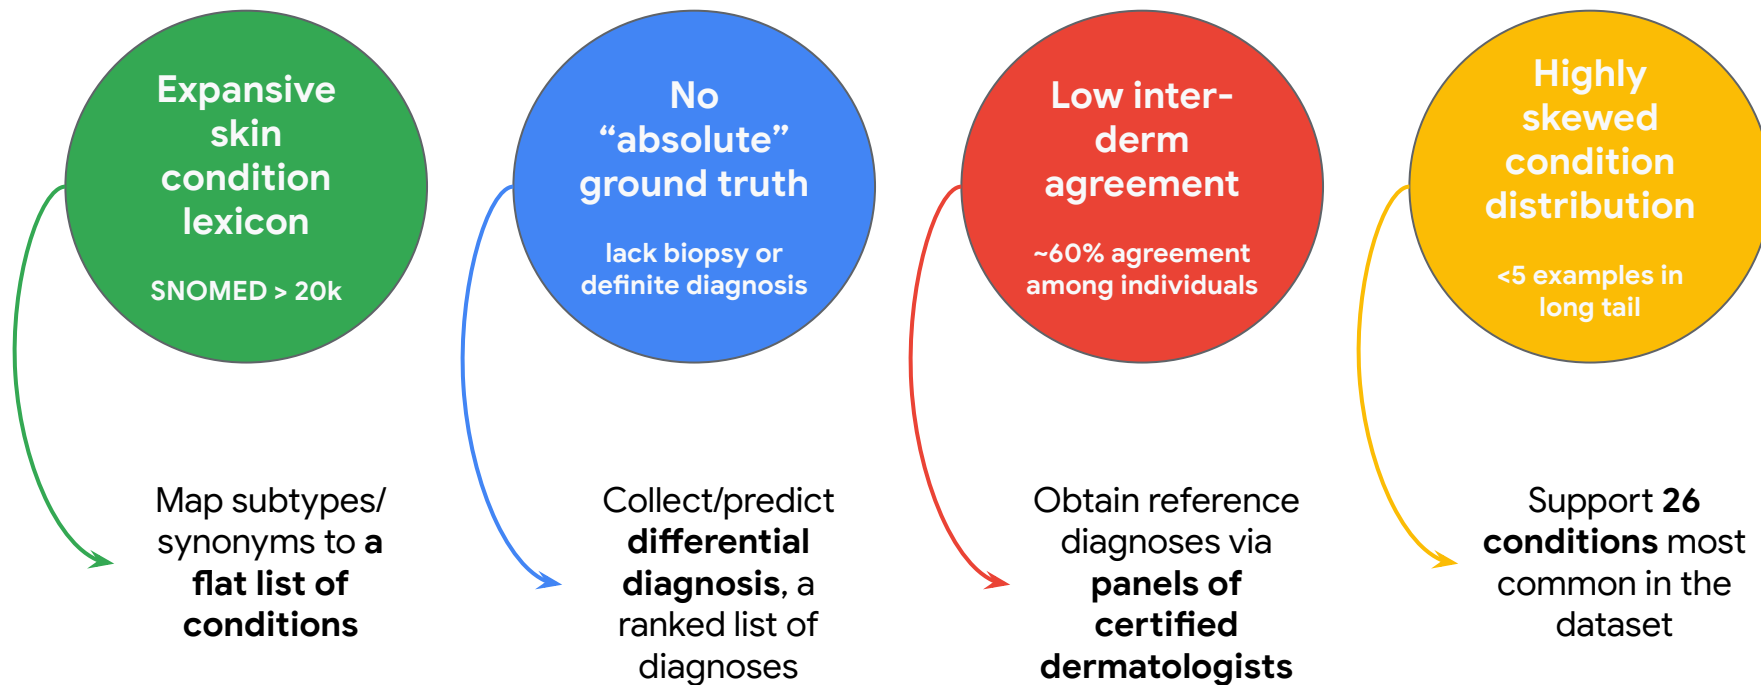 Expansive
skin
condition
lexicon
SNOMED > 20k
Map subtypes/
synonyms to a
flat list of
conditions
No
“absolute”
ground truth
lack biopsy or
definite diagnosis
Collect/predict
differential
diagnosis, a
ranked list of
diagnoses
Low inter-
derm
agreement
~60% agreement
among individuals
Obtain reference
diagnoses via
panels of
certified
dermatologists
Highly
skewed
condition
distribution
<5 examples in
long tail
Support 26
conditions most
common in the
dataset